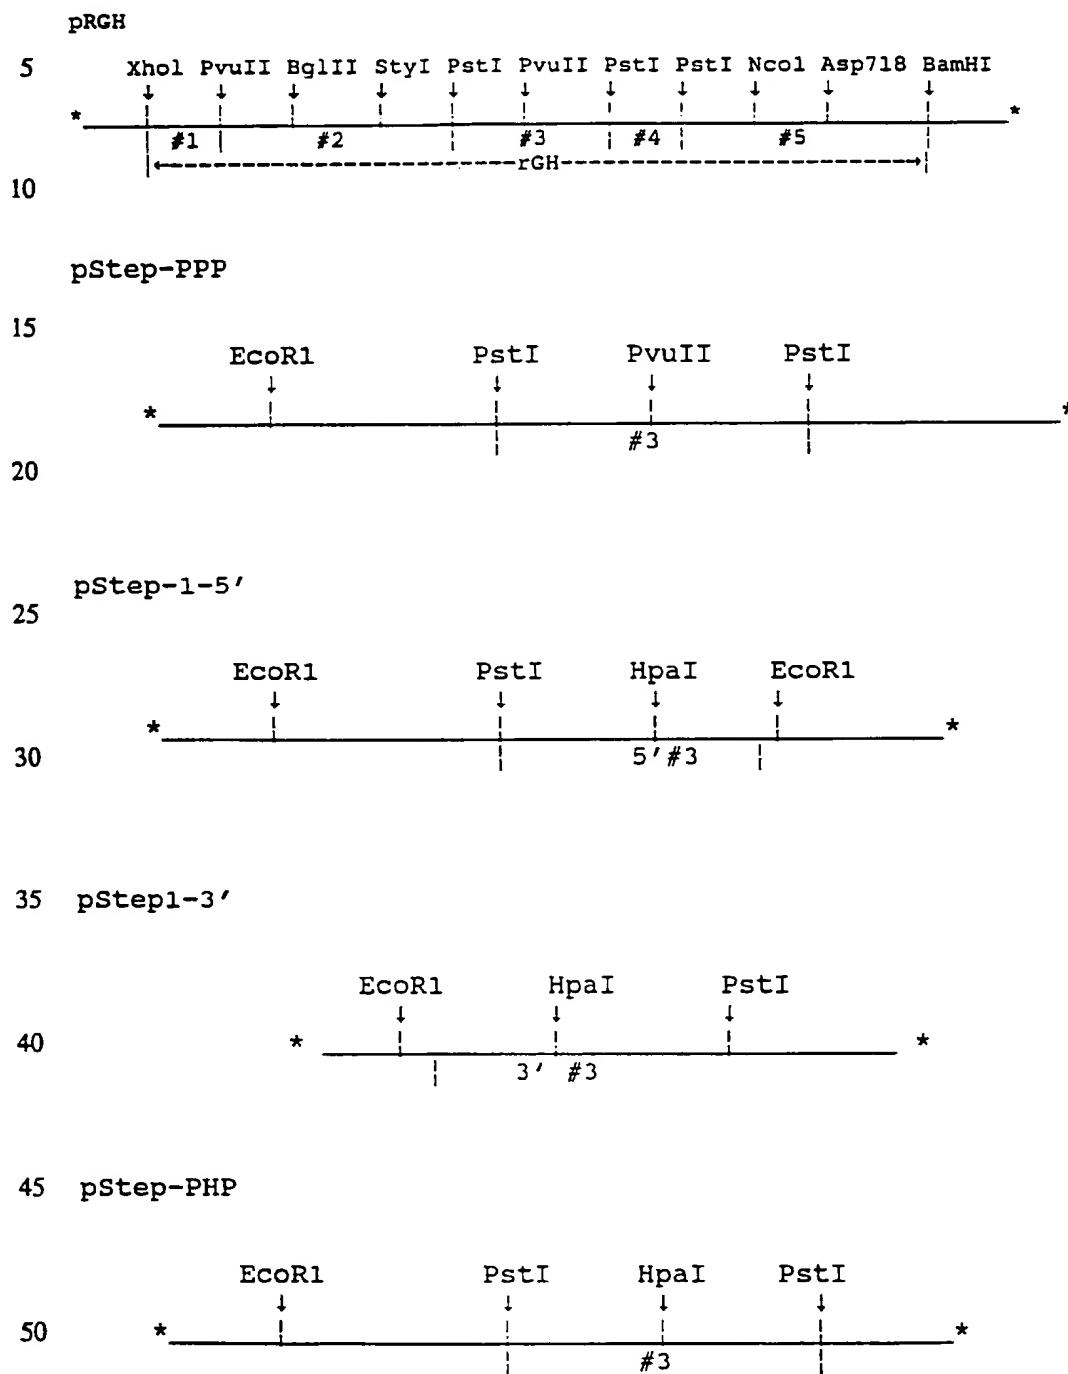 pRGH
5 Xhol PvuII BglII StyI PstI PvuII PstI PstI Ncol Asp718 BamHI
* *
#1 #2 #3 #4 #5
rGH
10
pStep-PPP
15
EcoR1 PstI PvuII PstI
* *
#3
20
pStep-1-5′
25
EcoR1 PstI HpaI EcoR1
* *
30 5′#3
35 pStep1-3′
EcoR1 HpaI PstI
40 * *
3′ #3
45 pStep-PHP
EcoR1 PstI HpaI PstI
50 * *
#3